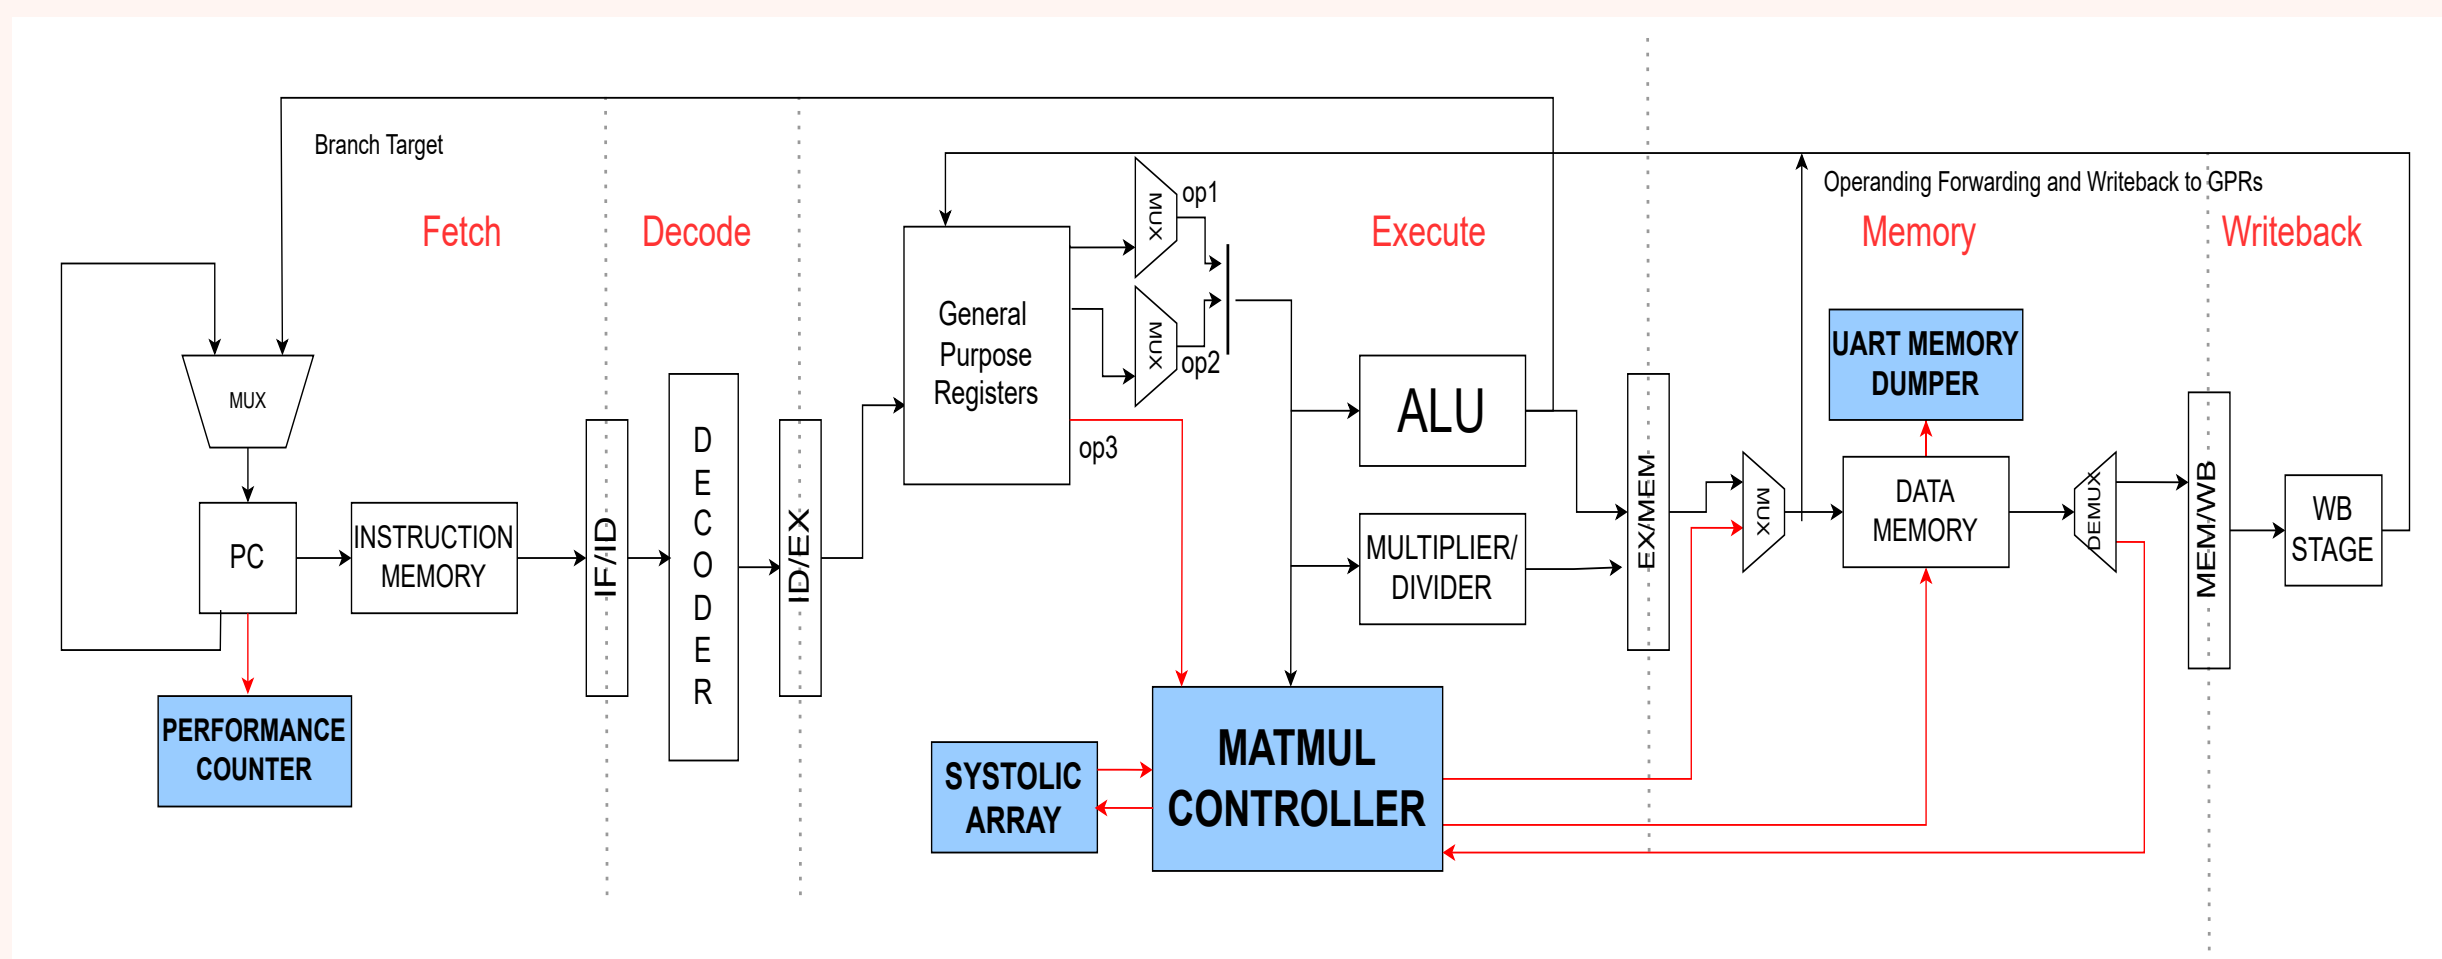 Branch Target
Operanding Forwarding and Writeback to GPRs
Fetch
Decode
Execute
Memory
Writeback
MUX
PC
INSTRUCTION
MEMORY
PERFORMANCE
COUNTER
IF/ID
D
E
C
O
D
E
R
ID/EX
General
Purpose
Registers
MUX
op1
MUX
op2
op3
ALU
MULTIPLIER/
DIVIDER
SYSTOLIC
ARRAY
MATMUL
CONTROLLER
EX/MEM
MUX
UART MEMORY
DUMPER
DATA
MEMORY
DEMUX
MEM/WB
WB
STAGE